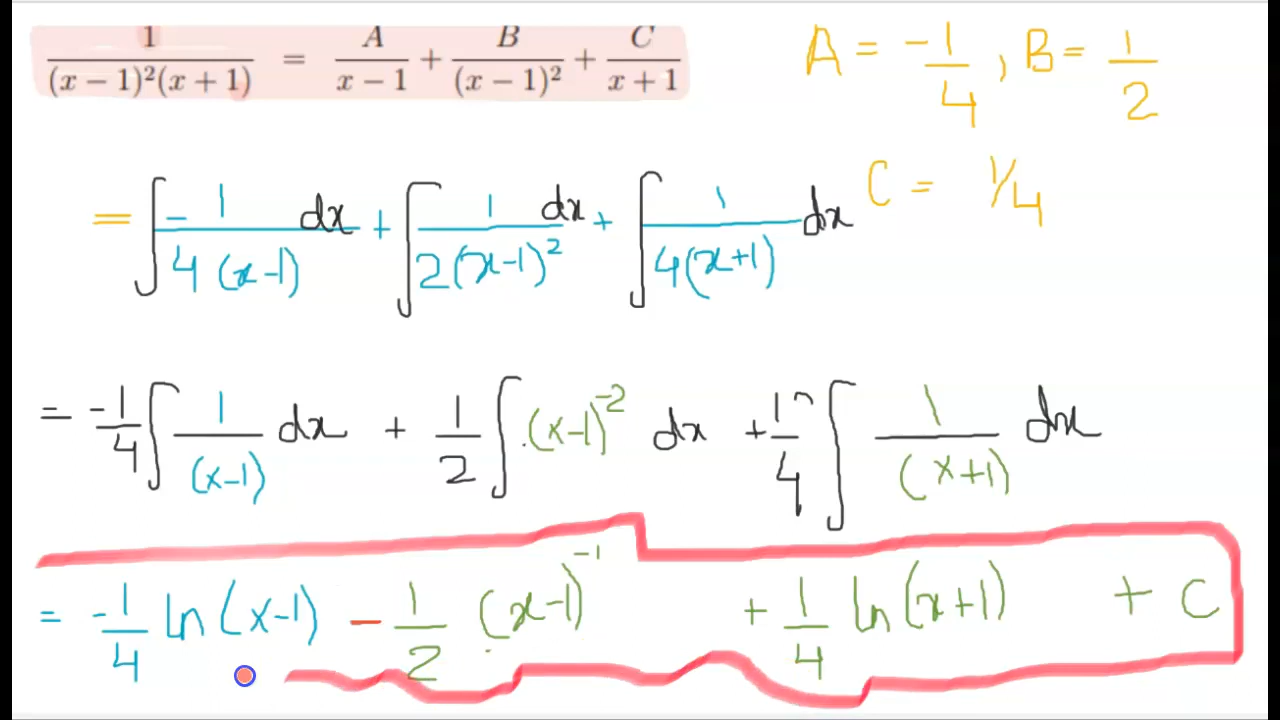 1/((x − 1)²(x + 1)) = A/(x − 1) + B/(x − 1)² + C/(x + 1)
A = -1/4 , B = 1/2
C = 1/4
= ∫ -1/(4(x-1)) dx + ∫ 1/(2(x-1)²) dx + ∫ 1/(4(x+1)) dx
= -1/4 ∫ 1/(x-1) dx + 1/2 ∫ (x-1)⁻² dx + 1/4 ∫ 1/(x+1) dx
= -1/4 ln(x-1) - 1/2 (x-1)⁻¹ + 1/4 ln(x+1) + C